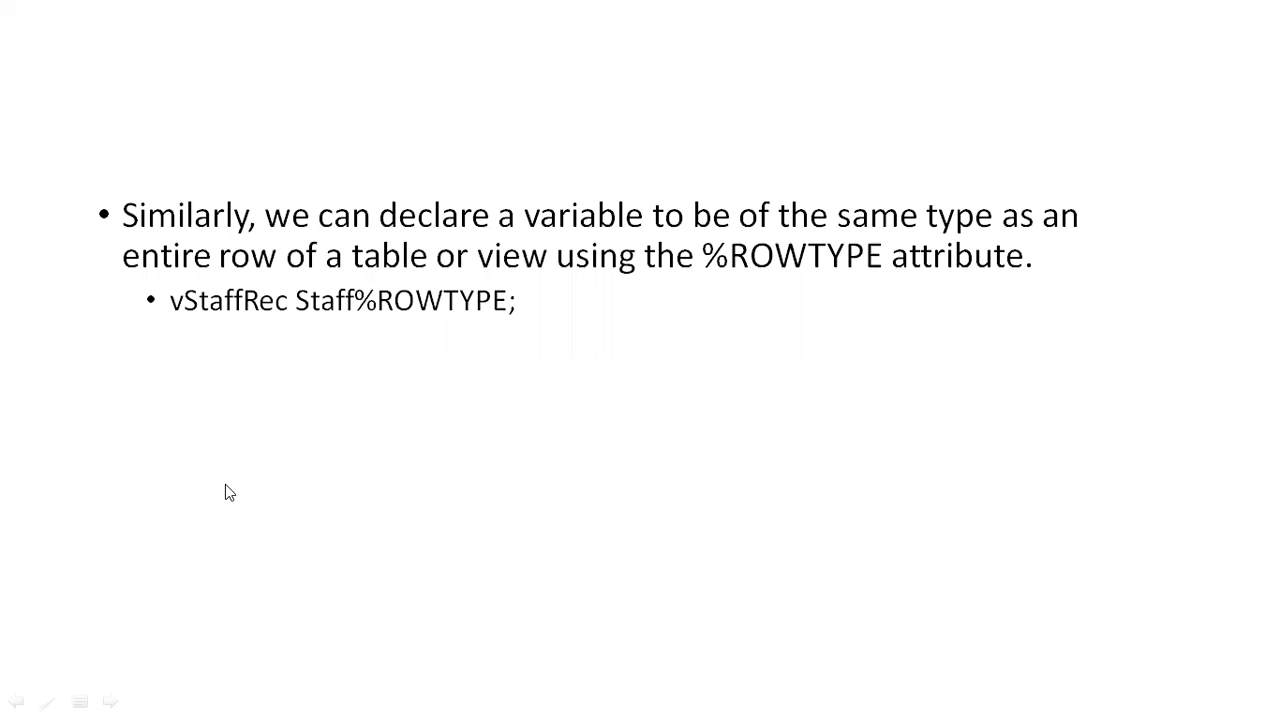 • Similarly, we can declare a variable to be of the same type as an
entire row of a table or view using the %ROWTYPE attribute.
• vStaffRec Staff%ROWTYPE;